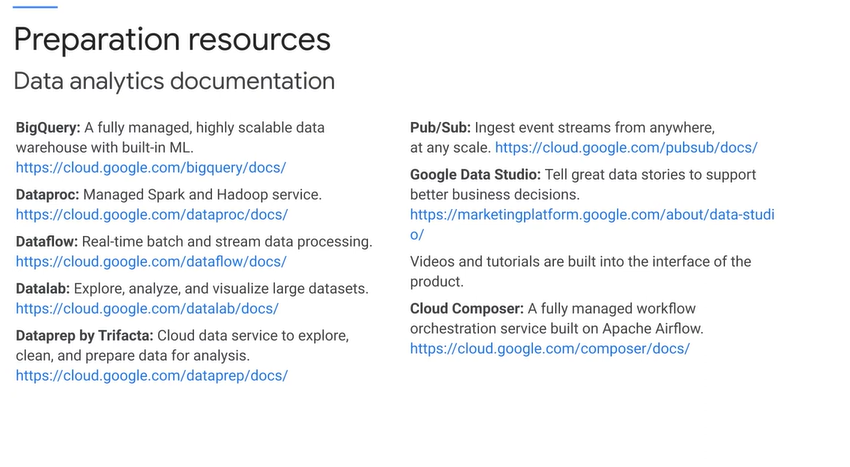 Preparation resources
Data analytics documentation
BigQuery: A fully managed, highly scalable data
warehouse with built-in ML.
https://cloud.google.com/bigquery/docs/
Dataproc: Managed Spark and Hadoop service.
https://cloud.google.com/dataproc/docs/
Dataflow: Real-time batch and stream data processing.
https://cloud.google.com/dataflow/docs/
Datalab: Explore, analyze, and visualize large datasets.
https://cloud.google.com/datalab/docs/
Dataprep by Trifacta: Cloud data service to explore,
clean, and prepare data for analysis.
https://cloud.google.com/dataprep/docs/
Pub/Sub: Ingest event streams from anywhere,
at any scale. https://cloud.google.com/pubsub/docs/
Google Data Studio: Tell great data stories to support
better business decisions.
https://marketingplatform.google.com/about/data-studi
o/
Videos and tutorials are built into the interface of the
product.
Cloud Composer: A fully managed workflow
orchestration service built on Apache Airflow.
https://cloud.google.com/composer/docs/